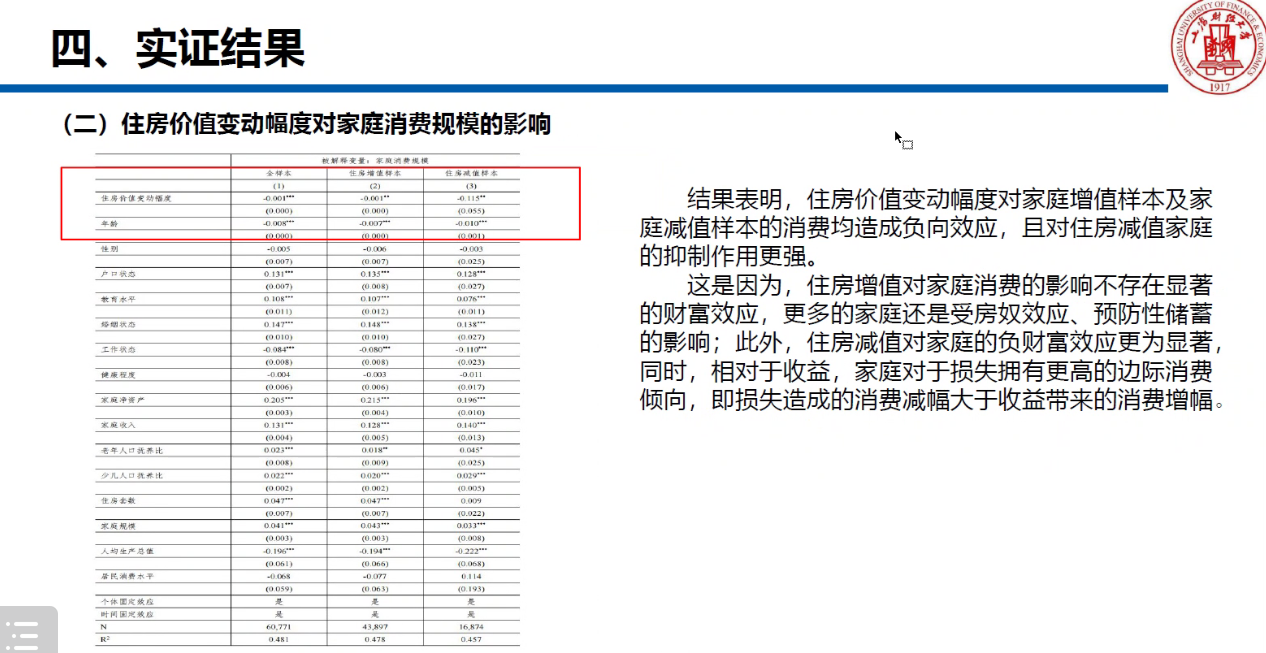 四、实证结果
SHANGHAI UNIVERSITY OF FINANCE & ECONOMICS
1917
（二）住房价值变动幅度对家庭消费规模的影响
被解释变量：家庭消费规模
全样本 住房增值样本 住房减值样本
(1) (2) (3)
住房价值变动幅度 -0.001*** -0.001** -0.115**
(0.000) (0.000) (0.055)
年龄 -0.008*** -0.007*** -0.010***
(0.000) (0.000) (0.001)
性别 -0.005 -0.006 -0.003
(0.007) (0.007) (0.025)
户口状态 0.131*** 0.135*** 0.128***
(0.007) (0.008) (0.027)
教育水平 0.108*** 0.107*** 0.076***
(0.011) (0.012) (0.011)
婚姻状态 0.147*** 0.148*** 0.138***
(0.010) (0.010) (0.027)
工作状态 -0.084*** -0.080*** -0.110***
(0.008) (0.008) (0.023)
健康程度 -0.004 -0.003 -0.011
(0.006) (0.006) (0.017)
家庭净资产 0.205*** 0.215*** 0.196***
(0.003) (0.004) (0.010)
家庭收入 0.131*** 0.128*** 0.140***
(0.004) (0.005) (0.013)
老年人口抚养比 0.023*** 0.018** 0.045*
(0.008) (0.009) (0.025)
少儿人口抚养比 0.022*** 0.020*** 0.029***
(0.002) (0.002) (0.005)
住房套数 0.047*** 0.047*** 0.009
(0.007) (0.007) (0.022)
家庭规模 0.041*** 0.043*** 0.033***
(0.003) (0.003) (0.008)
人均生产总值 -0.196*** -0.194*** -0.222***
(0.061) (0.066) (0.068)
居民消费水平 -0.068 -0.077 0.114
(0.059) (0.063) (0.193)
个体固定效应 是 是 是
时间固定效应 是 是 是
N 60,771 43,897 16,874
R² 0.481 0.478 0.457
结果表明，住房价值变动幅度对家庭增值样本及家
庭减值样本的消费均造成负向效应，且对住房减值家庭
的抑制作用更强。
这是因为，住房增值对家庭消费的影响不存在显著
的财富效应，更多的家庭还是受房奴效应、预防性储蓄
的影响；此外，住房减值对家庭的负财富效应更为显著，
同时，相对于收益，家庭对于损失拥有更高的边际消费
倾向，即损失造成的消费减幅大于收益带来的消费增幅。